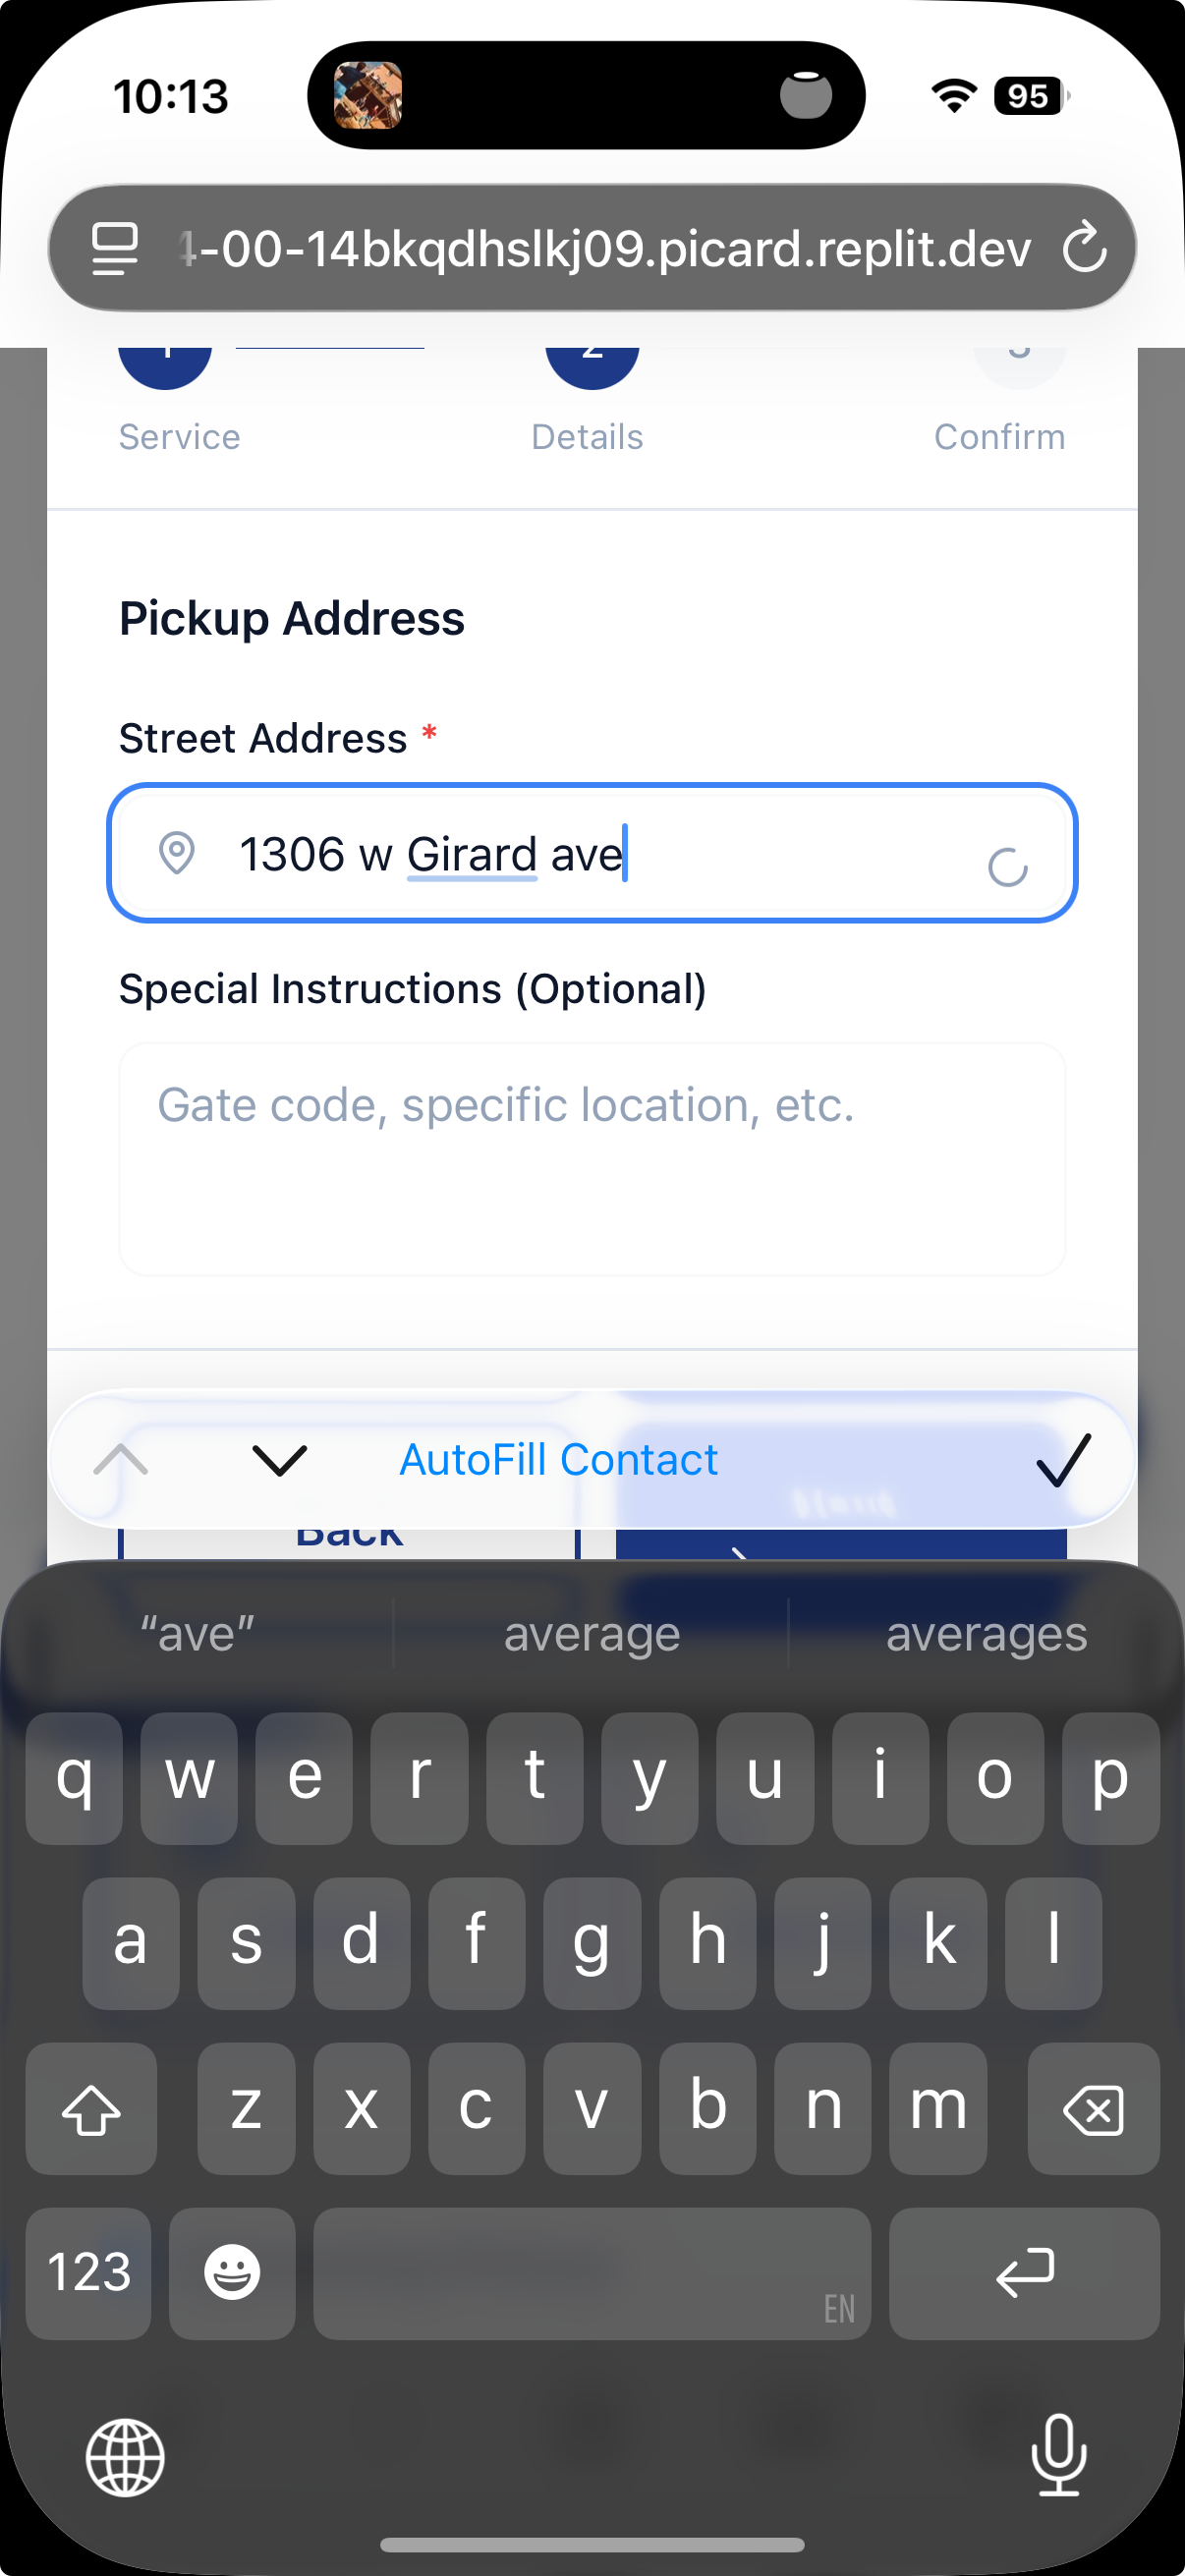 10:13
95
4-00-14bkqdhslkj09.picard.replit.dev
1 2 3
Service Details Confirm
Pickup Address
Street Address *
1306 w Girard ave
Special Instructions (Optional)
Gate code, specific location, etc.
AutoFill Contact
Back
“ave” average averages
q w e r t y u i o p
a s d f g h j k l
z x c v b n m
123
EN